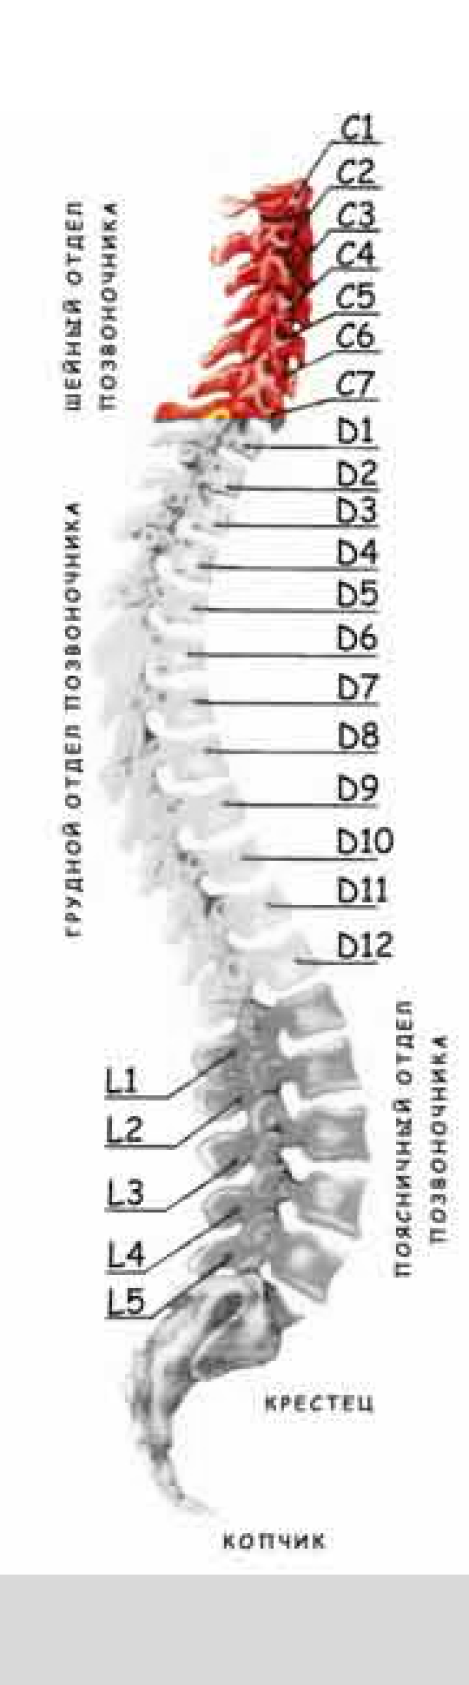 C1
C2
C3
C4
C5
C6
C7
ШЕЙНЫЙ ОТДЕЛ
ПОЗВОНОЧНИКА
D1
D2
D3
D4
D5
D6
D7
D8
D9
D10
D11
D12
ГРУДНОЙ ОТДЕЛ ПОЗВОНОЧНИКА
L1
L2
L3
L4
L5
ПОЯСНИЧНЫЙ ОТДЕЛ
ПОЗВОНОЧНИКА
КРЕСТЕЦ
КОПЧИК